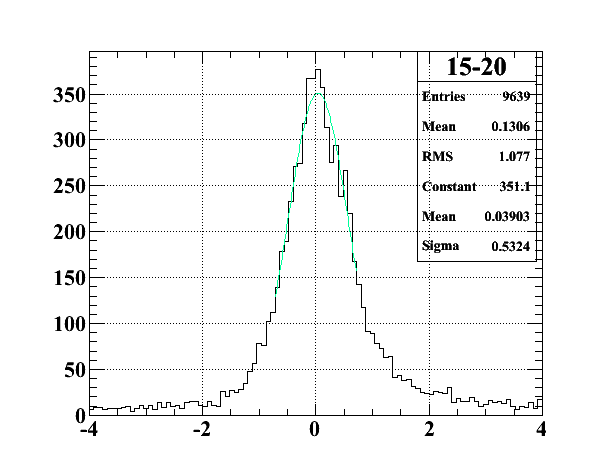 15-20
Entries 9639
Mean 0.1306
RMS 1.077
Constant 351.1
Mean 0.03903
Sigma 0.5324
350
300
250
200
150
100
50
0
-4 -2 0 2 4